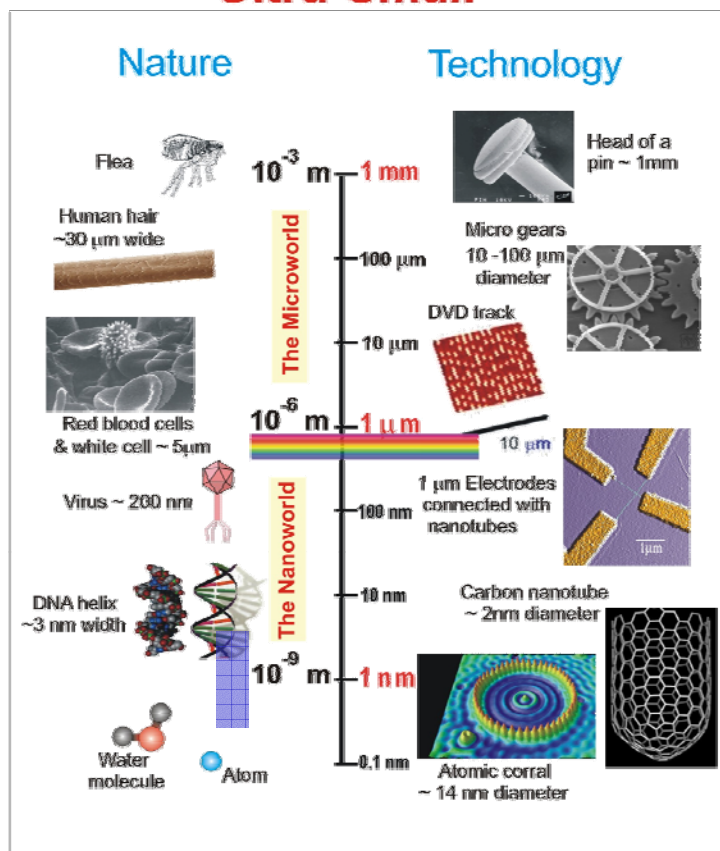 Nature
Technology
Flea
10⁻³ m
1 mm
Head of a
pin ~ 1mm
Human hair
~30 μm wide
The Microworld
100 μm
Micro gears
10 -100 μm
diameter
DVD track
10 μm
Red blood cells
& white cell ~ 5μm
10⁻⁶ m
1 μm
10 μm
Virus ~ 200 nm
The Nanoworld
100 nm
1 μm Electrodes
connected with
nanotubes
1μm
DNA helix
~3 nm width
10 nm
Carbon nanotube
~ 2nm diameter
10⁻⁹ m
1 nm
Water
molecule
Atom
0.1 nm
Atomic corral
~ 14 nm diameter